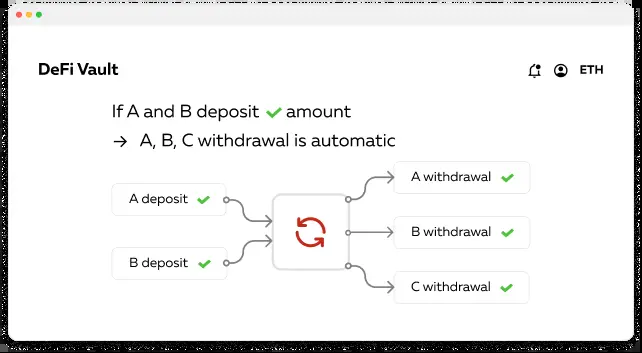 DeFi Vault
ETH
If A and B deposit ✓ amount
→ A, B, C withdrawal is automatic
A deposit ✓
B deposit ✓
A withdrawal ✓
B withdrawal ✓
C withdrawal ✓